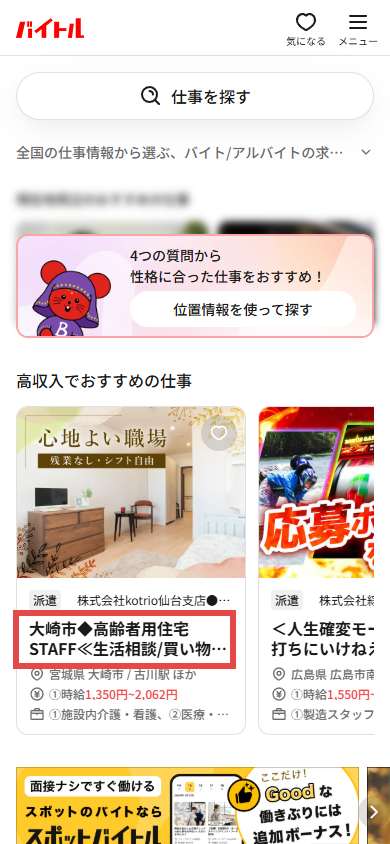 バイトル
気になる
メニュー
仕事を探す
全国の仕事情報から選ぶ、バイト/アルバイトの求…
4つの質問から
性格に合った仕事をおすすめ！
位置情報を使って探す
B
高収入でおすすめの仕事
心地よい職場
残業なし・シフト自由
応募ボ
派遣
株式会社kotrio仙台支店●…
大崎市◆高齢者用住宅
STAFF≪生活相談/買い物…
宮城県 大崎市 / 古川駅 ほか
①時給1,350円~2,062円
①施設内介護・看護、②医療・…
派遣
株式会社綜
＜人生確変モー
打ちにいけねえ
広島県 広島市南
①時給1,550円~
①製造スタッフ
面接ナシですぐ働ける
スポットのバイトなら
スポットバイトル
ここだけ！
Goodな
働きぶりには
追加ボーナス！